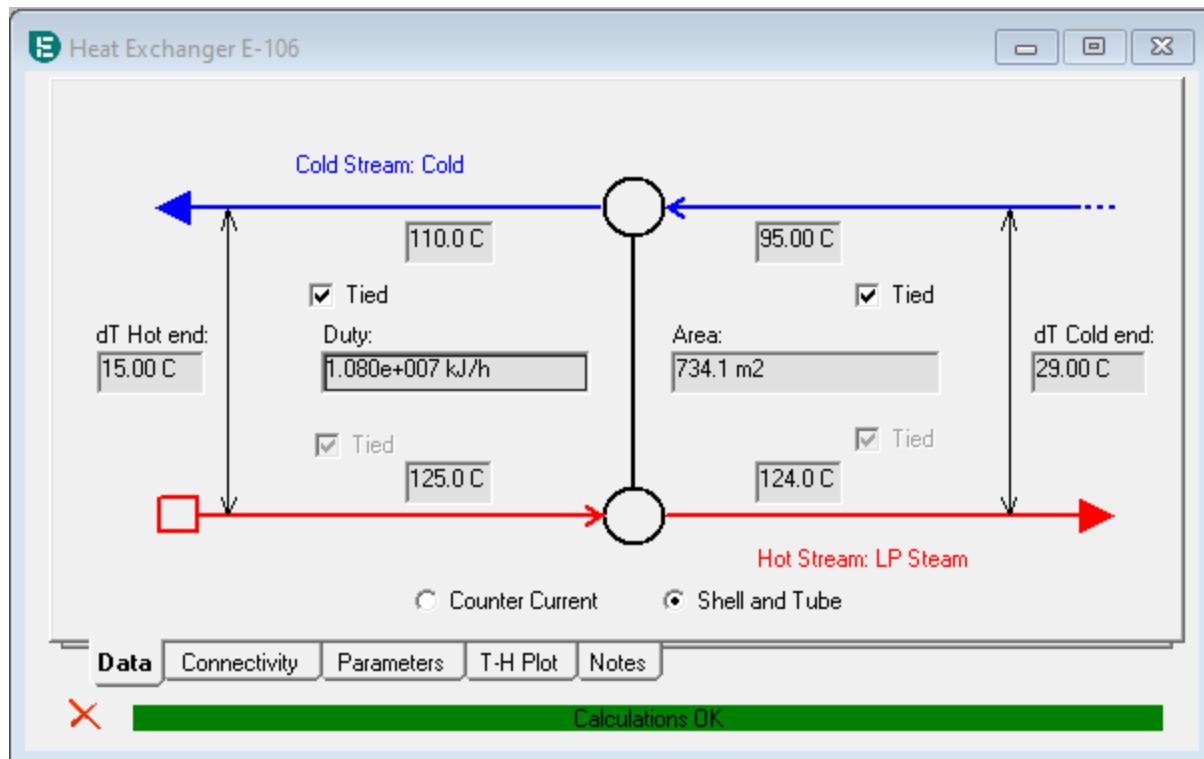 Heat Exchanger E-106
Cold Stream: Cold
110.0 C
95.00 C
Tied
Tied
dT Hot end:
Duty:
Area:
dT Cold end:
15.00 C
1.080e+007 kJ/h
734.1 m2
29.00 C
Tied
Tied
125.0 C
124.0 C
Hot Stream: LP Steam
Counter Current
Shell and Tube
Data
Connectivity
Parameters
T-H Plot
Notes
Calculations OK